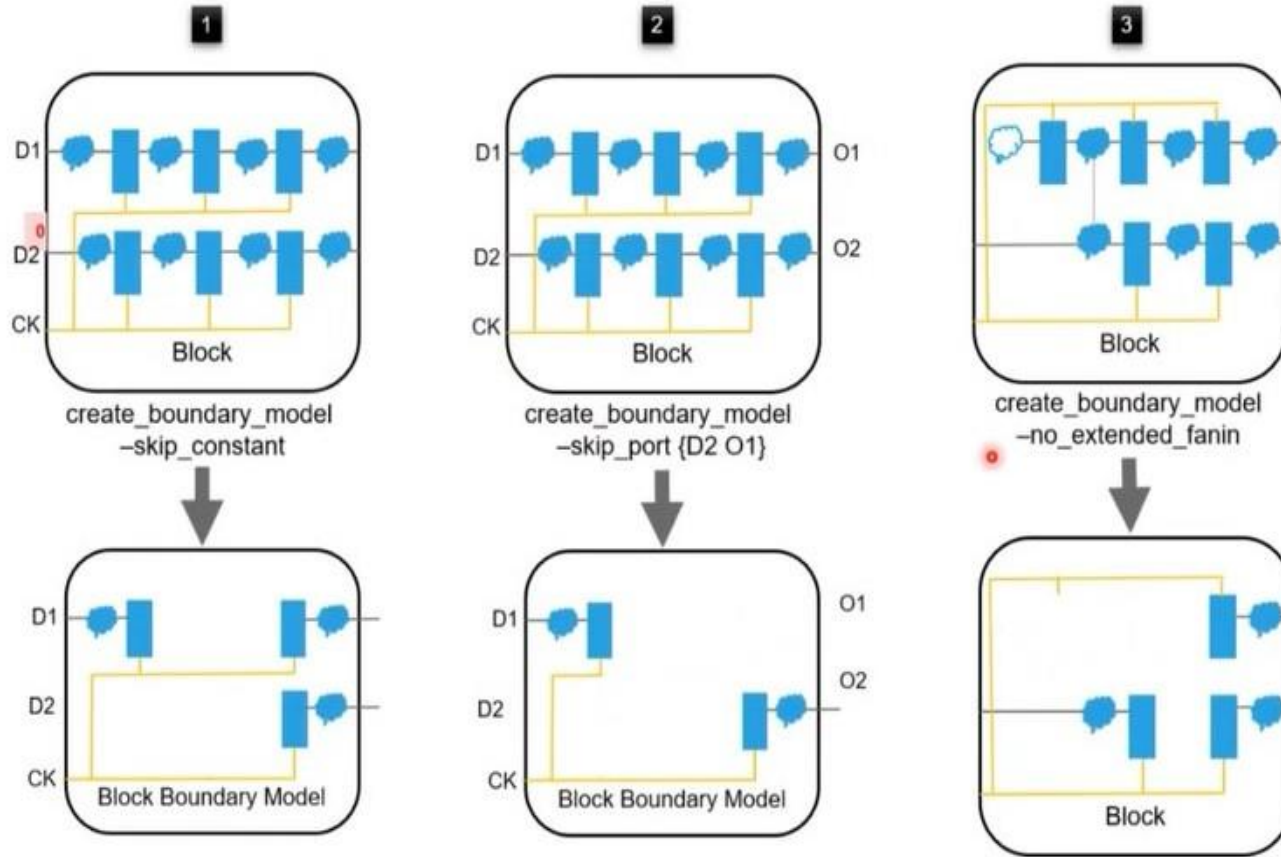 1
2
3
D1
0
D2
CK
Block
create_boundary_model
–skip_constant
D1
D2
CK
O1
O2
Block
create_boundary_model
–skip_port {D2 O1}
Block
create_boundary_model
–no_extended_fanin
o
D1
D2
CK
Block Boundary Model
D1
D2
CK
O1
O2
Block Boundary Model
Block